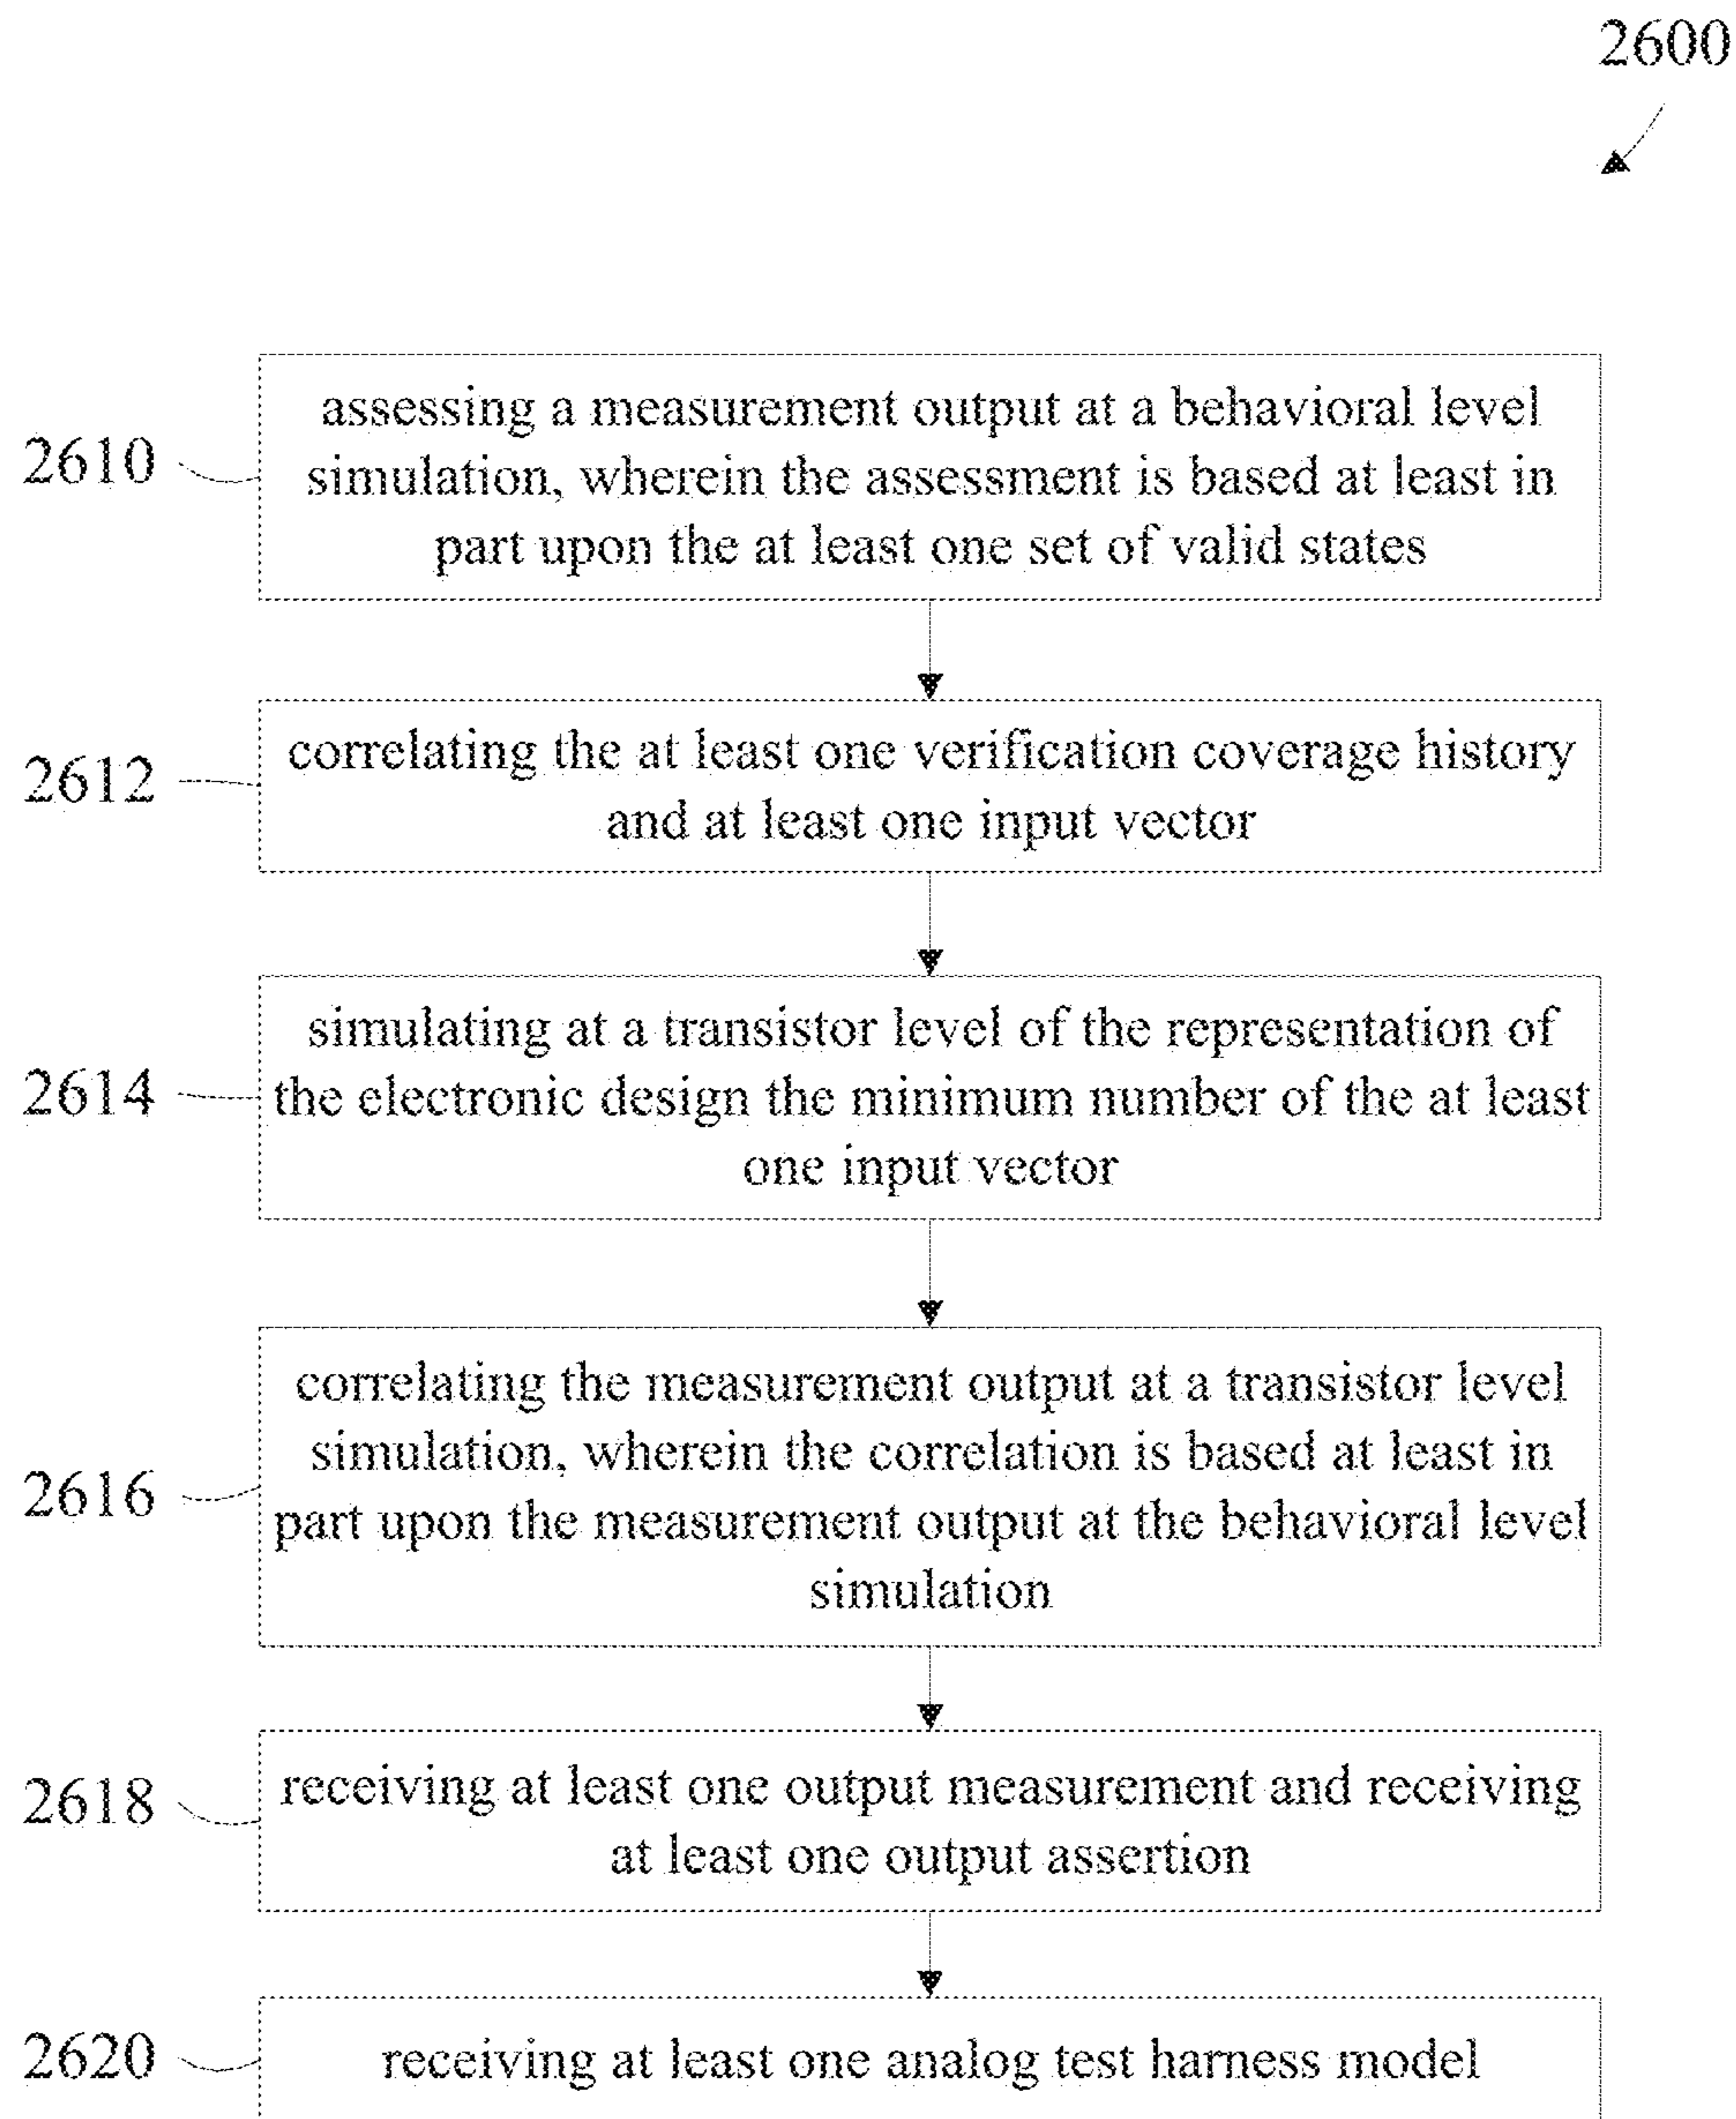 2600
2610
assessing a measurement output at a behavioral level
simulation, wherein the assessment is based at least in
part upon the at least one set of valid states
2612
correlating the at least one verification coverage history
and at least one input vector
2614
simulating at a transistor level of the representation of
the electronic design the minimum number of the at least
one input vector
2616
correlating the measurement output at a transistor level
simulation, wherein the correlation is based at least in
part upon the measurement output at the behavioral level
simulation
2618
receiving at least one output measurement and receiving
at least one output assertion
2620
receiving at least one analog test harness model